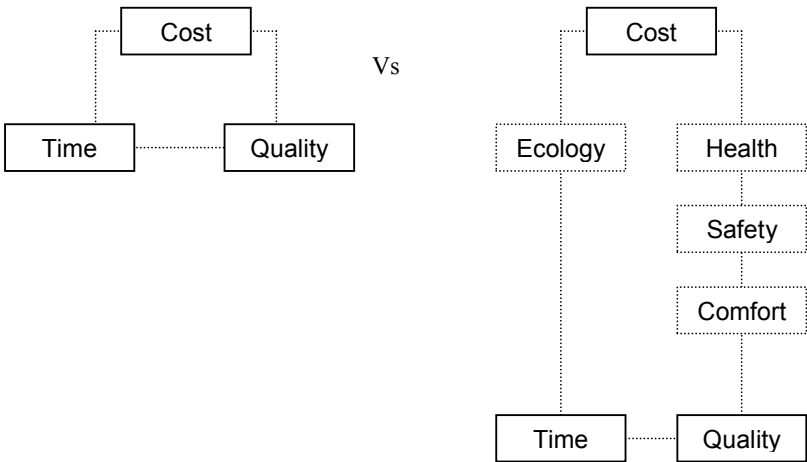 Cost
Time
Quality
Vs
Cost
Ecology
Health
Safety
Comfort
Time
Quality